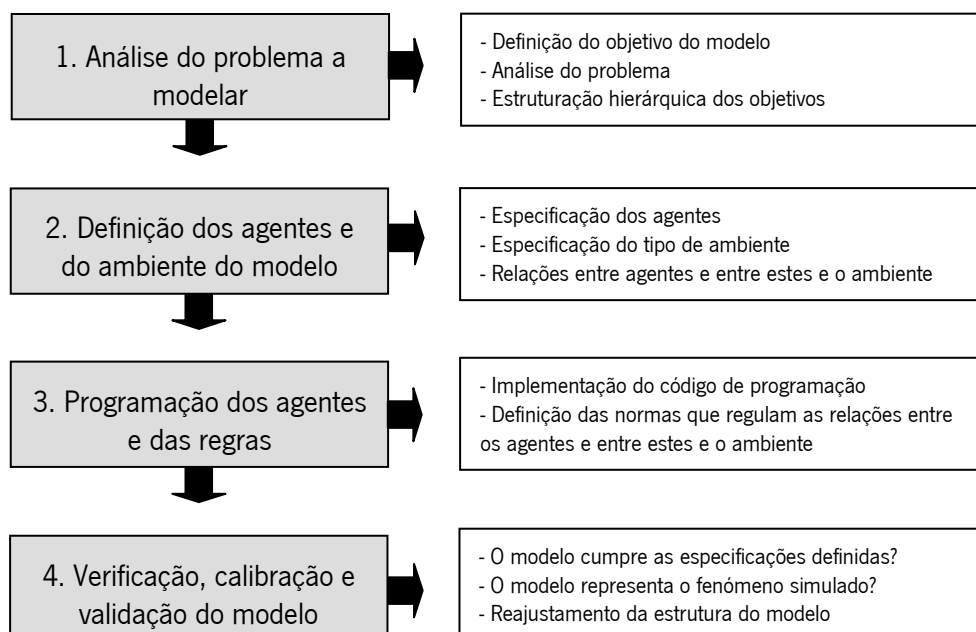 1. Análise do problema a
modelar
- Definição do objetivo do modelo
- Análise do problema
- Estruturação hierárquica dos objetivos
2. Definição dos agentes e
do ambiente do modelo
- Especificação dos agentes
- Especificação do tipo de ambiente
- Relações entre agentes e entre estes e o ambiente
3. Programação dos agentes
e das regras
- Implementação do código de programação
- Definição das normas que regulam as relações entre
os agentes e entre estes e o ambiente
4. Verificação, calibração e
validação do modelo
- O modelo cumpre as especificações definidas?
- O modelo representa o fenómeno simulado?
- Reajustamento da estrutura do modelo